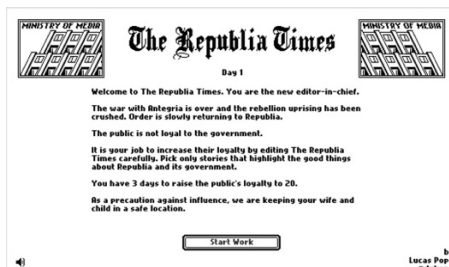 MINISTRY OF MEDIA
The Republia Times
MINISTRY OF MEDIA
Day 1
Welcome to The Republia Times. You are the new editor-in-chief.
The war with Antegria is over and the rebellion uprising has been
crushed. Order is slowly returning to Republia.
The public is not loyal to the government.
It is your job to increase their loyalty by editing The Republia
Times carefully. Pick only stories that highlight the good things
about Republia and its government.
You have 3 days to raise the public's loyalty to 20.
As a precaution against influence, we are keeping your wife and
child in a safe location.
Start Work
b
Lucas Pop